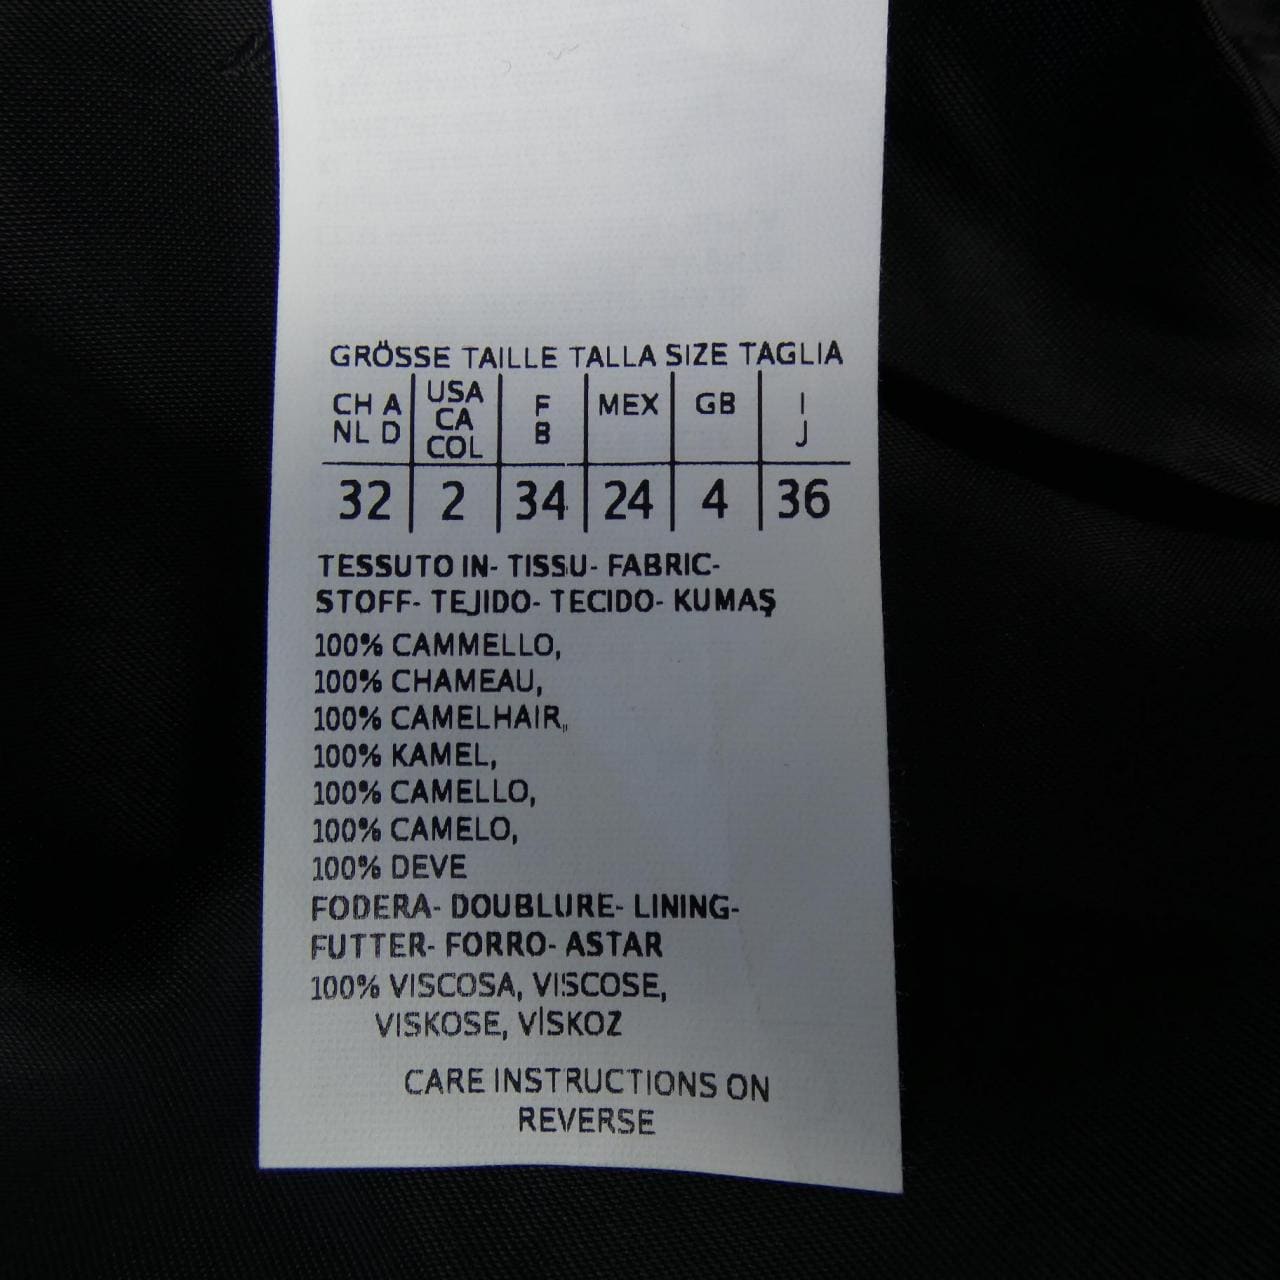 GRÖSSE TAILLE TALLA SIZE TAGLIA
CH A NL D | USA CA COL | F B | MEX | GB | I J
32 | 2 | 34 | 24 | 4 | 36
TESSUTO IN- TISSU- FABRIC-
STOFF- TEJIDO- TECIDO- KUMAŞ
100% CAMMELLO,
100% CHAMEAU,
100% CAMELHAIR,,
100% KAMEL,
100% CAMELLO,
100% CAMELO,
100% DEVE
FODERA- DOUBLURE- LINING-
FUTTER- FORRO- ASTAR
100% VISCOSA, VISCOSE,
VISKOSE, VİSKOZ
CARE INSTRUCTIONS ON
REVERSE